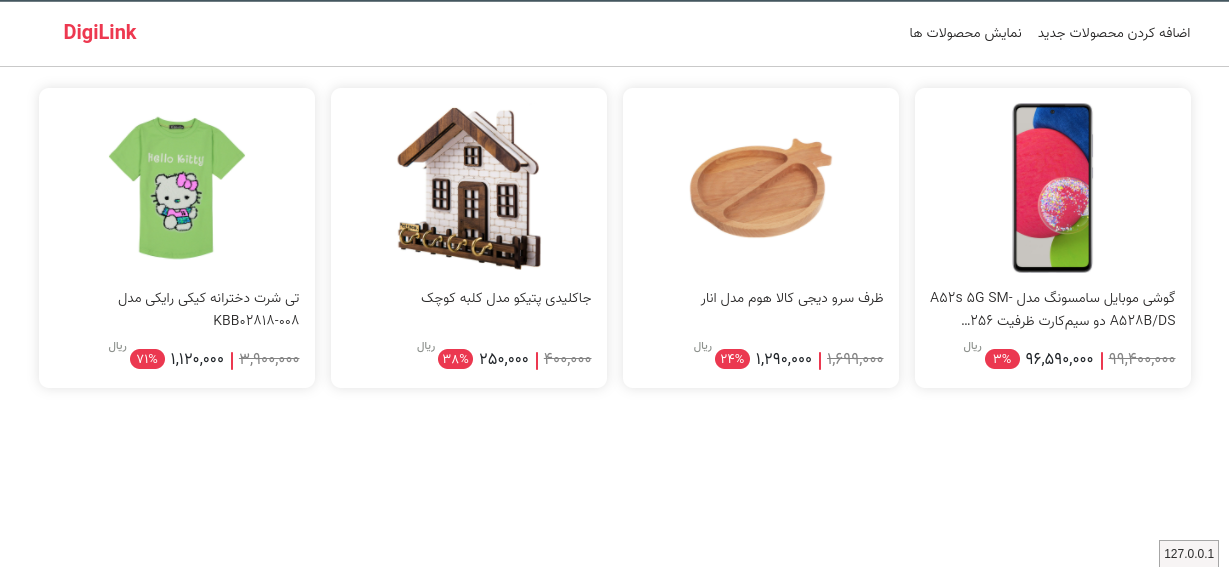 اضافه کردن محصولات جدید
نمایش محصولات ها
DigiLink
گوشی موبایل سامسونگ مدل A۵۲s ۵G SM-
A۵۲۸B/DS دو سیم‌کارت ظرفیت ۲۵۶...
۹۹,۴۰۰,۰۰۰ | ۹۶,۵۹۰,۰۰۰ ۳% ریال
ظرف سرو دیجی کالا هوم مدل انار
۱,۶۹۹,۰۰۰ | ۱,۲۹۰,۰۰۰ ۲۴% ریال
جاکلیدی پتیکو مدل کلبه کوچک
۴۰۰,۰۰۰ | ۲۵۰,۰۰۰ ۳۸% ریال
Hello Kitty
تی شرت دخترانه کیکی رایکی مدل
KBB۰۲۸۱۸-۰۰۸
۳,۹۰۰,۰۰۰ | ۱,۱۲۰,۰۰۰ ۷۱% ریال
127.0.0.1